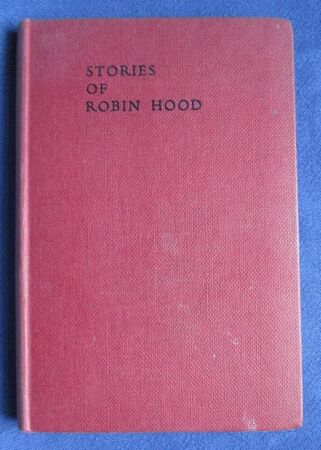 STORIES
OF
ROBIN HOOD